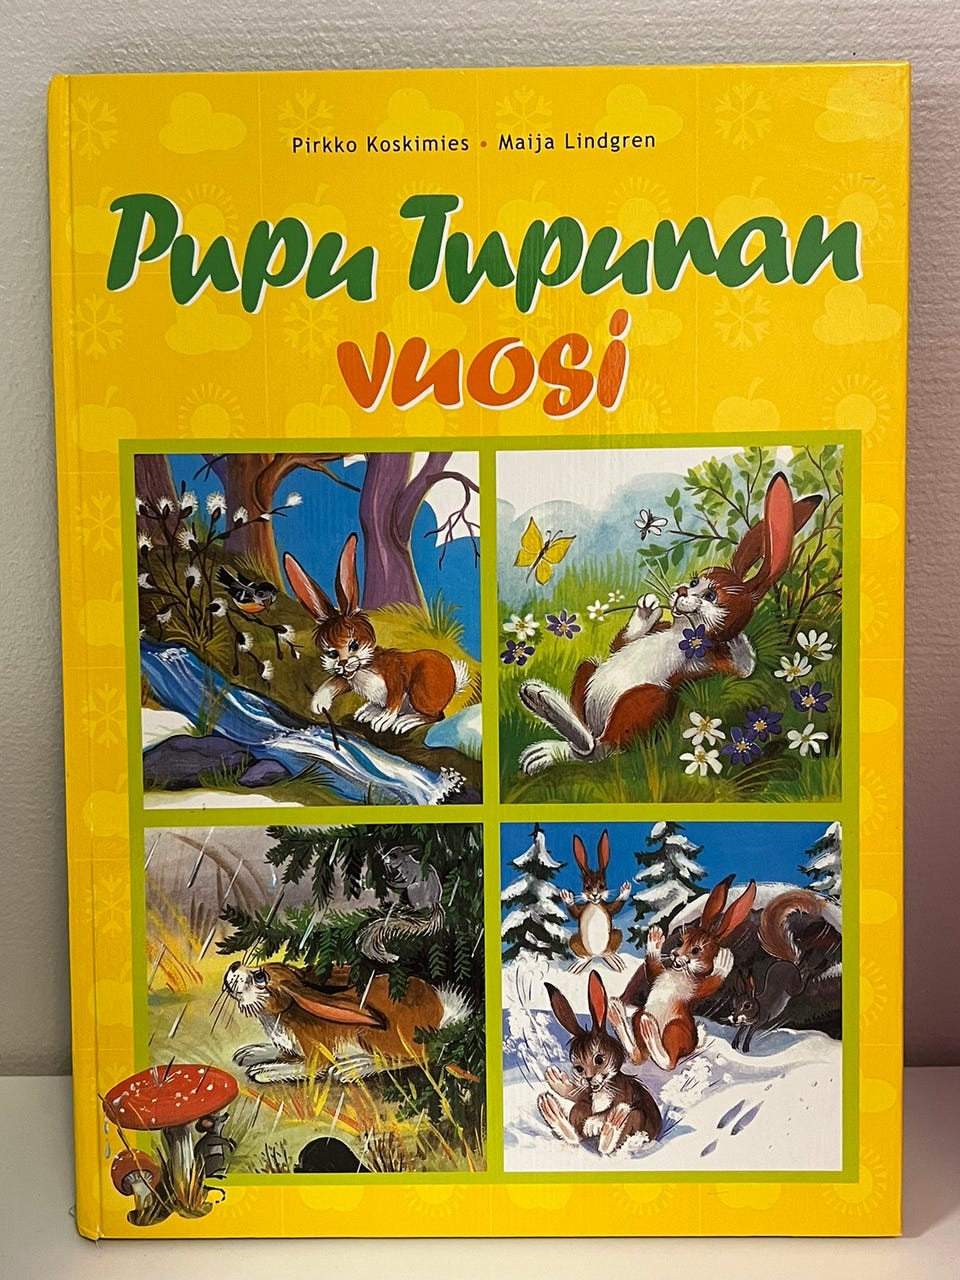 Pirkko Koskimies • Maija Lindgren
Pupu Tupunan
vuosi